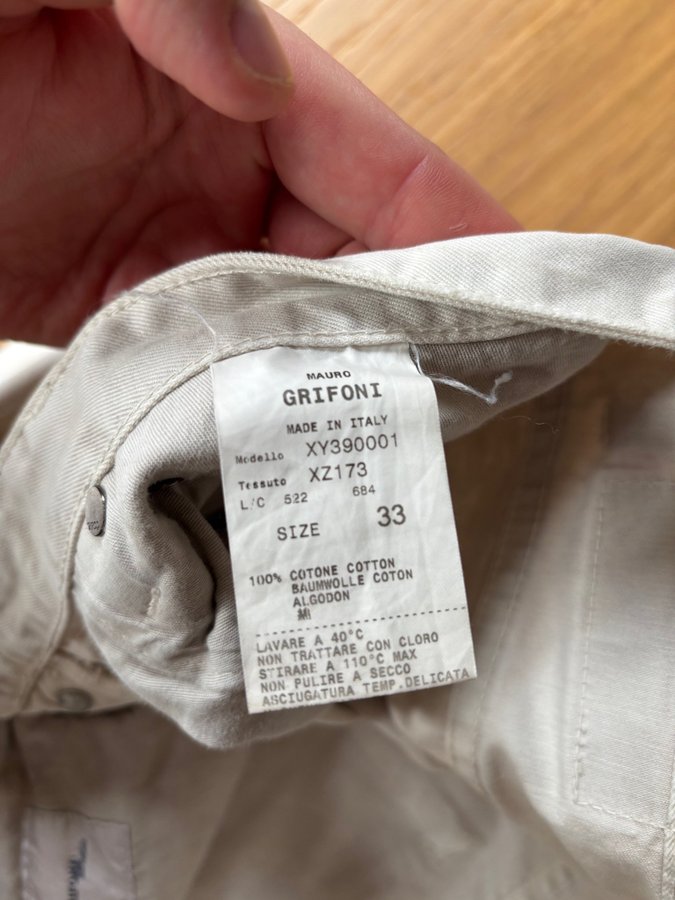 MAURO
GRIFONI
MADE IN ITALY
Modello XY390001
Tessuto XZ173
L/C 522 684
SIZE 33
100% COTONE COTTON
BAUMWOLLE COTON
ALGODON
LAVARE A 40°C
NON TRATTARE CON CLORO
STIRARE A 110°C MAX
NON PULIRE A SECCO
ASCIUGATURA TEMP.DELICATA